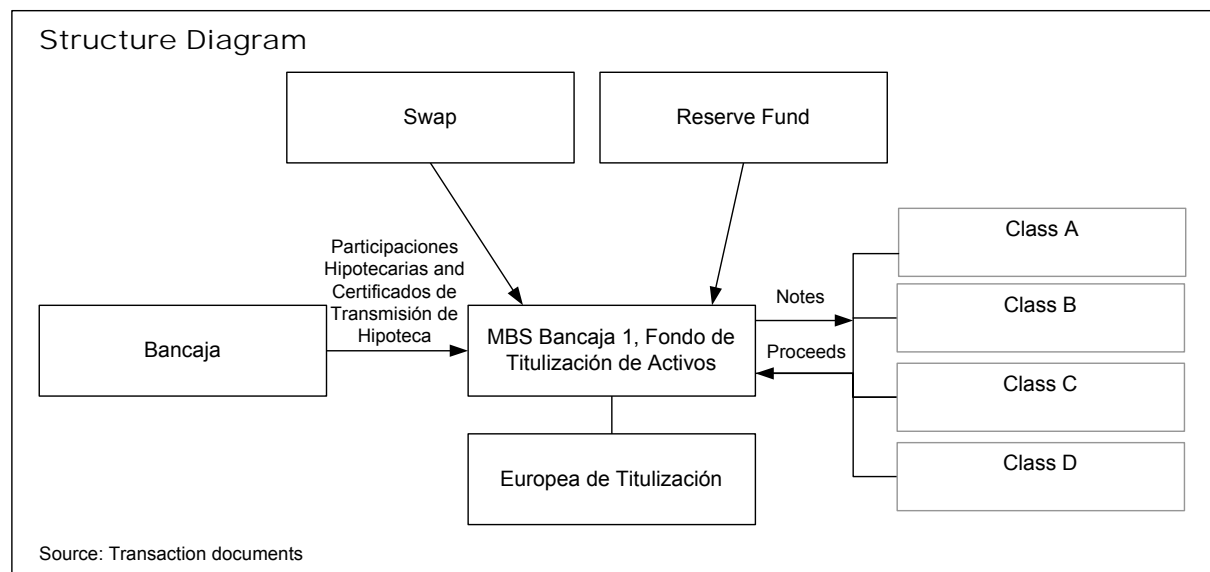 Structure Diagram
Swap
Reserve Fund
Participaciones
Hipotecarias and
Certificados de
Transmisión de
Hipoteca
Bancaja
MBS Bancaja 1, Fondo de
Titulización de Activos
Notes
Proceeds
Class A
Class B
Class C
Class D
Europea de Titulización
Source: Transaction documents